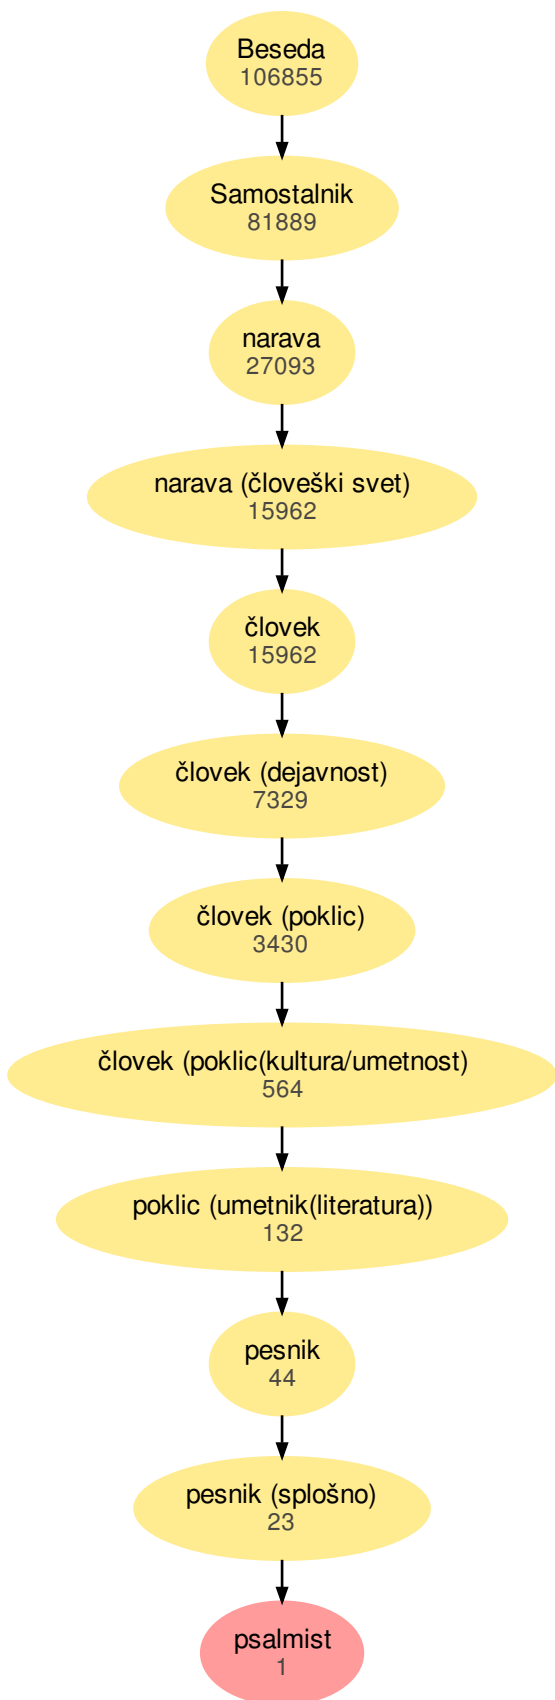 Beseda
106855
Samostalnik
81889
narava
27093
narava (človeški svet)
15962
človek
15962
človek (dejavnost)
7329
človek (poklic)
3430
človek (poklic(kultura/umetnost)
564
poklic (umetnik(literatura))
132
pesnik
44
pesnik (splošno)
23
psalmist
1